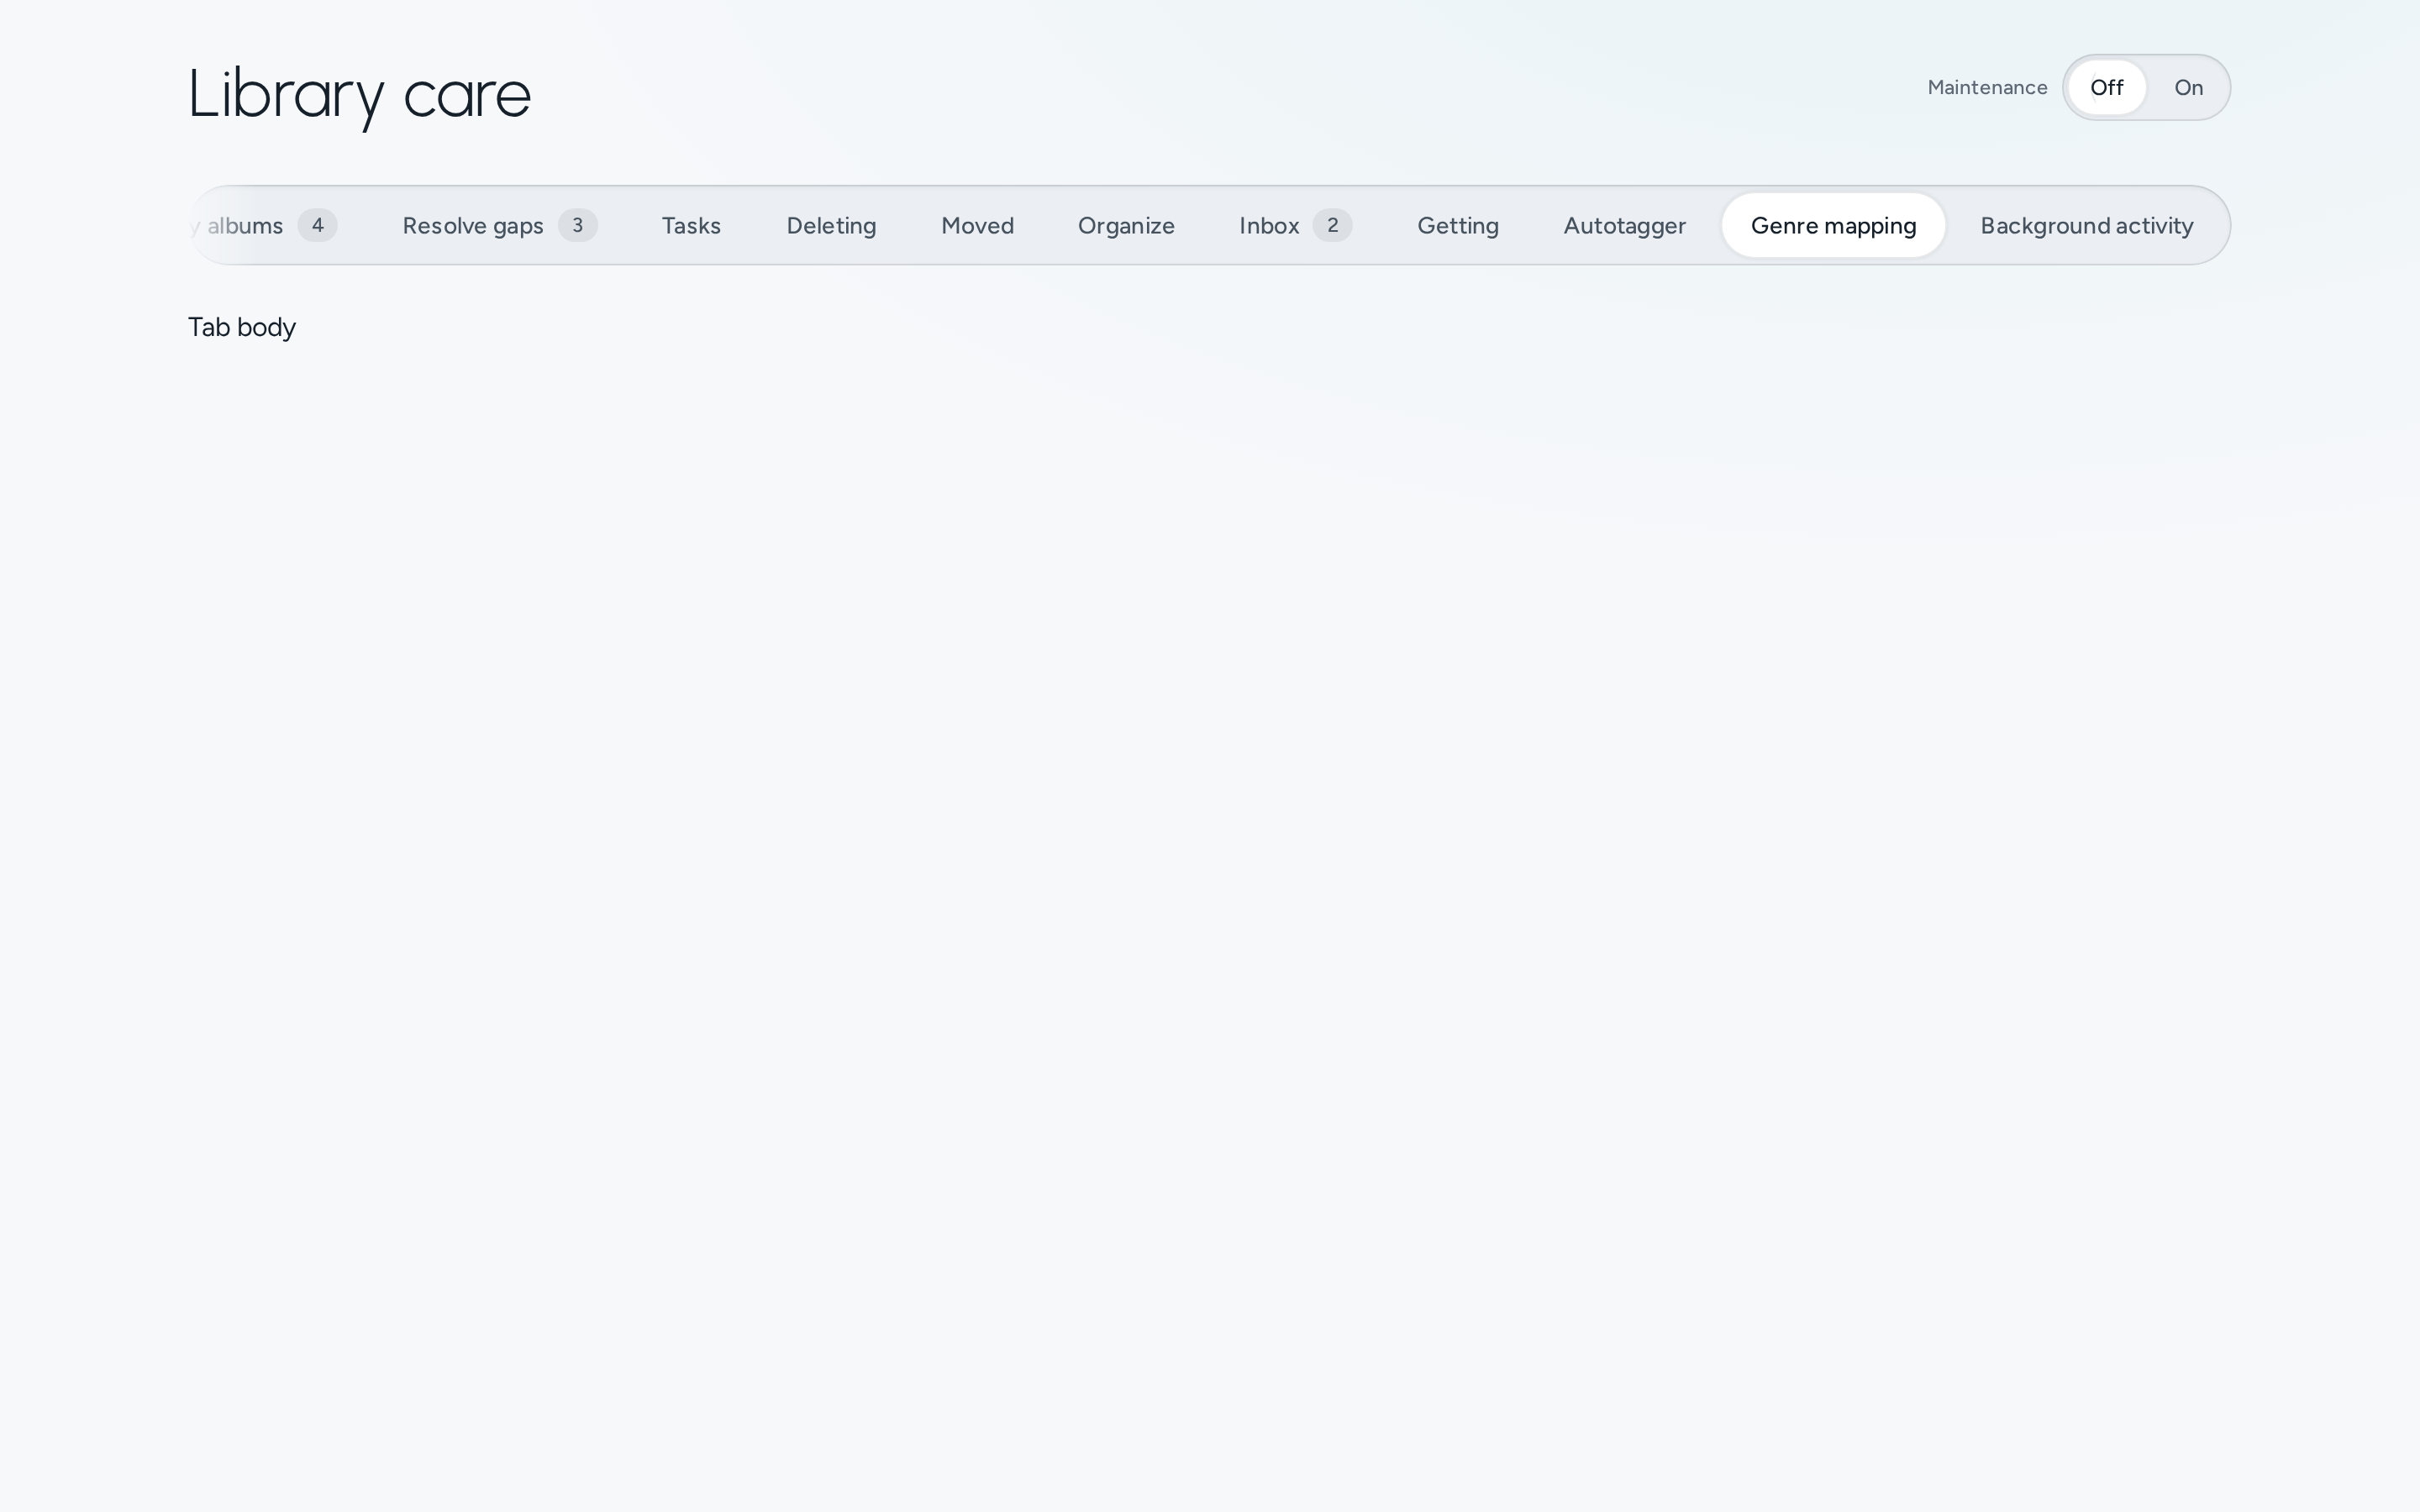 Library care
Maintenance Off On
y albums 4 Resolve gaps 3 Tasks Deleting Moved Organize Inbox 2 Getting Autotagger Genre mapping Background activity
Tab body